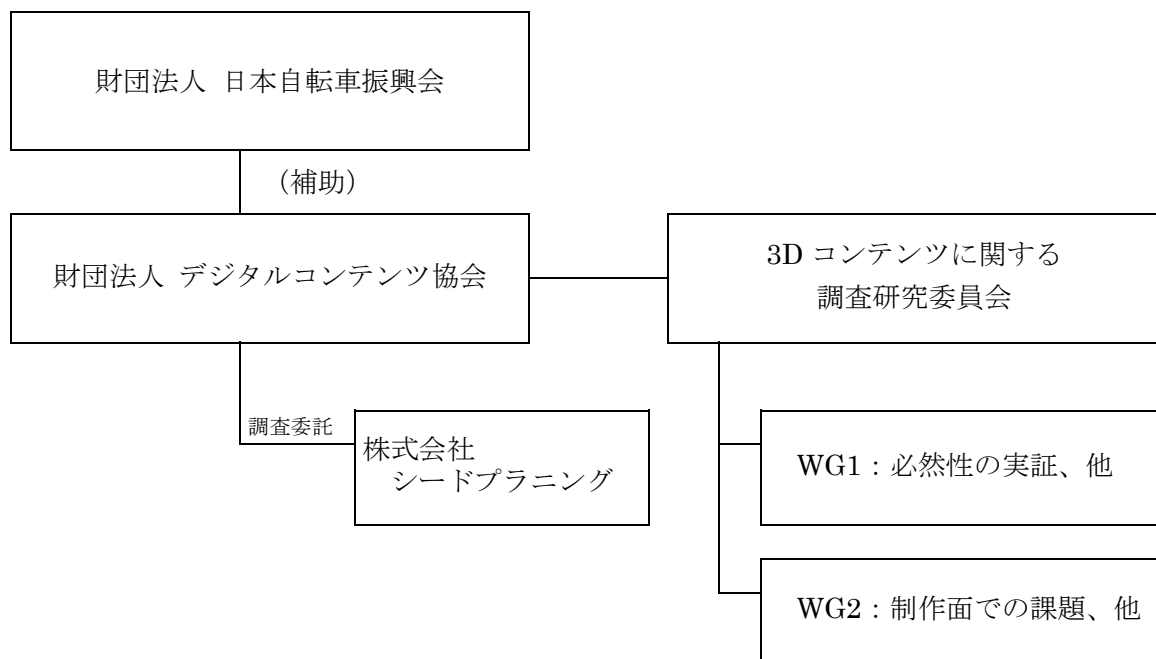 財団法人 日本自転車振興会
（補助）
財団法人 デジタルコンテンツ協会
3D コンテンツに関する
調査研究委員会
調査委託
株式会社
シードプラニング
WG1：必然性の実証、他
WG2：制作面での課題、他